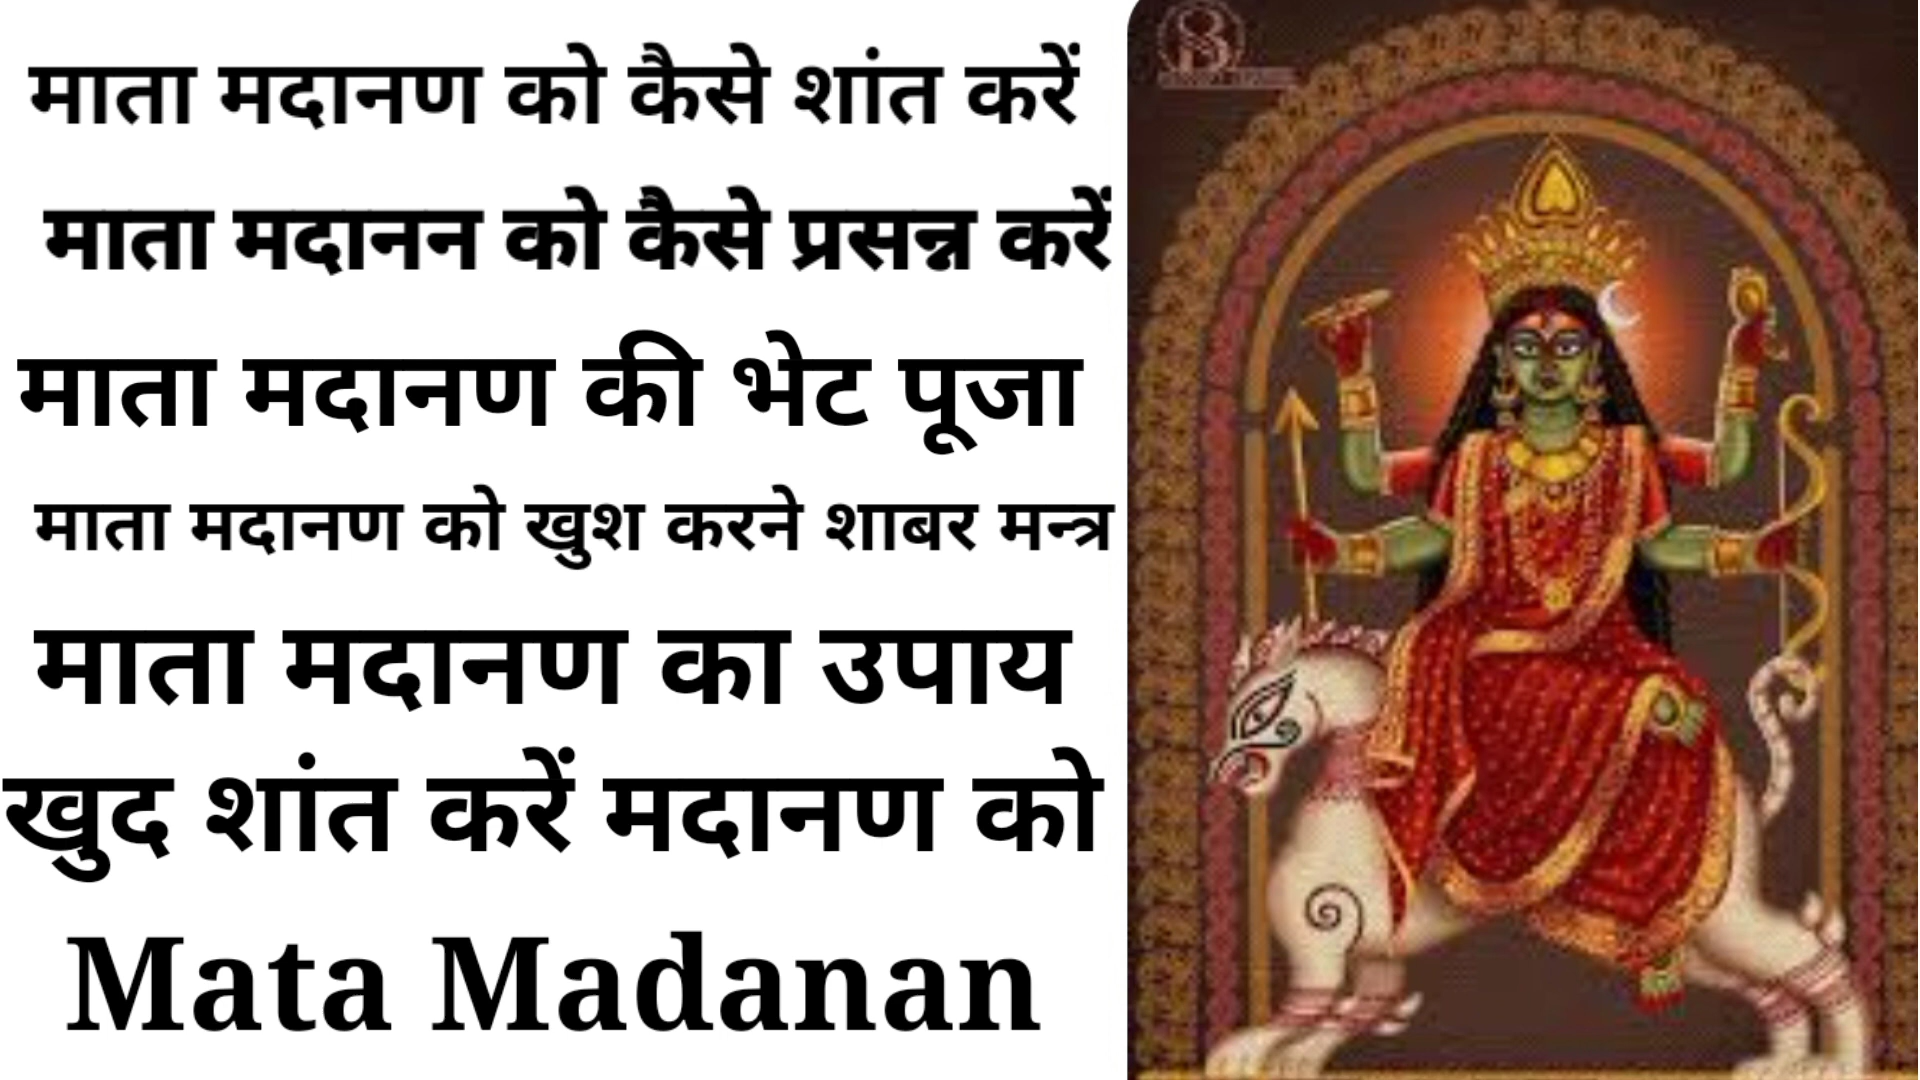 माता मदानण को कैसे शांत करें
माता मदानन को कैसे प्रसन्न करें
माता मदानण की भेट पूजा
माता मदानण को खुश करने शाबर मन्त्र
माता मदानण का उपाय
खुद शांत करें मदानण को
Mata Madanan